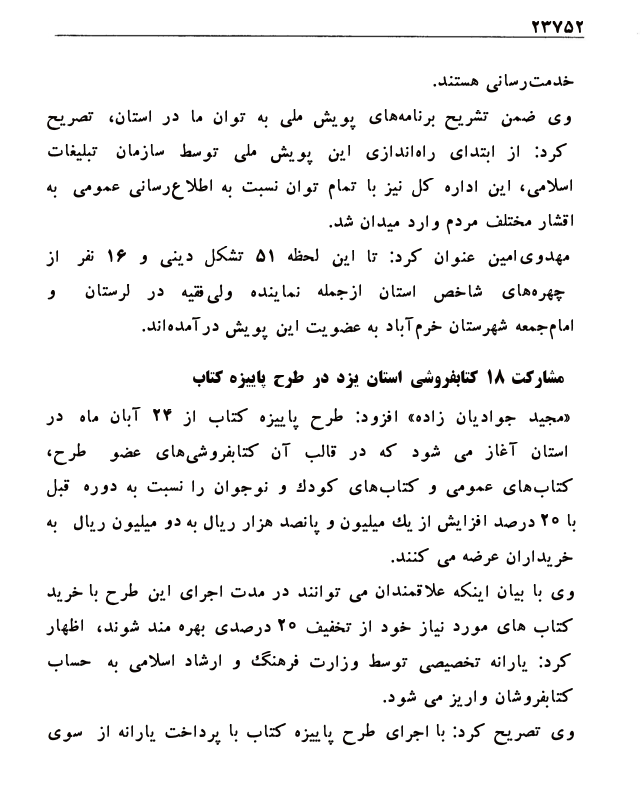 ۲۳۷۵۲
خدمت‌رسانی هستند.
وی ضمن تشریح برنامه‌های پویش ملی به توان ما در استان، تصریح
کرد: از ابتدای راه‌اندازی این پویش ملی توسط سازمان تبلیغات
اسلامی، این اداره کل نیز با تمام توان نسبت به اطلاع‌رسانی عمومی به
اقشار مختلف مردم وارد میدان شد.
مهدوی‌امین عنوان کرد: تا این لحظه ۵۱ تشکل دینی و ۱۶ نفر از
چهره‌های شاخص استان ازجمله نماینده ولی‌فقیه در لرستان و
امام‌جمعه شهرستان خرم‌آباد به عضویت این پویش درآمده‌اند.
مشارکت ۱۸ کتابفروشی استان یزد در طرح پاییزه کتاب
«مجید جوادیان زاده» افزود: طرح پاییزه کتاب از ۲۴ آبان ماه در
استان آغاز می شود که در قالب آن کتابفروشی‌های عضو طرح،
کتاب‌های عمومی و کتاب‌های کودک و نوجوان را نسبت به دوره قبل
با ۲۰ درصد افزایش از یک میلیون و پانصد هزار ریال به دو میلیون ریال به
خریداران عرضه می کنند.
وی با بیان اینکه علاقمندان می توانند در مدت اجرای این طرح با خرید
کتاب های مورد نیاز خود از تخفیف ۲۰ درصدی بهره مند شوند، اظهار
کرد: یارانه تخصیصی توسط وزارت فرهنگ و ارشاد اسلامی به حساب
کتابفروشان واریز می شود.
وی تصریح کرد: با اجرای طرح پاییزه کتاب با پرداخت یارانه از سوی